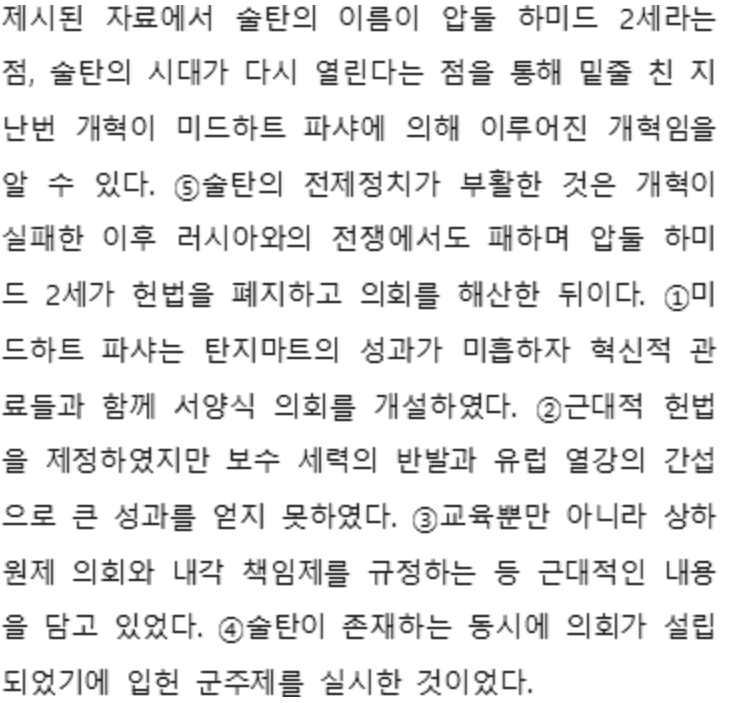 제시된 자료에서 술탄의 이름이 압둘 하미드 2세라는
점, 술탄의 시대가 다시 열린다는 점을 통해 밑줄 친 지
난번 개혁이 미드하트 파샤에 의해 이루어진 개혁임을
알 수 있다. ⑤술탄의 전제정치가 부활한 것은 개혁이
실패한 이후 러시아와의 전쟁에서도 패하며 압둘 하미
드 2세가 헌법을 폐지하고 의회를 해산한 뒤이다. ①미
드하트 파샤는 탄지마트의 성과가 미흡하자 혁신적 관
료들과 함께 서양식 의회를 개설하였다. ②근대적 헌법
을 제정하였지만 보수 세력의 반발과 유럽 열강의 간섭
으로 큰 성과를 얻지 못하였다. ③교육뿐만 아니라 상하
원제 의회와 내각 책임제를 규정하는 등 근대적인 내용
을 담고 있었다. ④술탄이 존재하는 동시에 의회가 설립
되었기에 입헌 군주제를 실시한 것이었다.